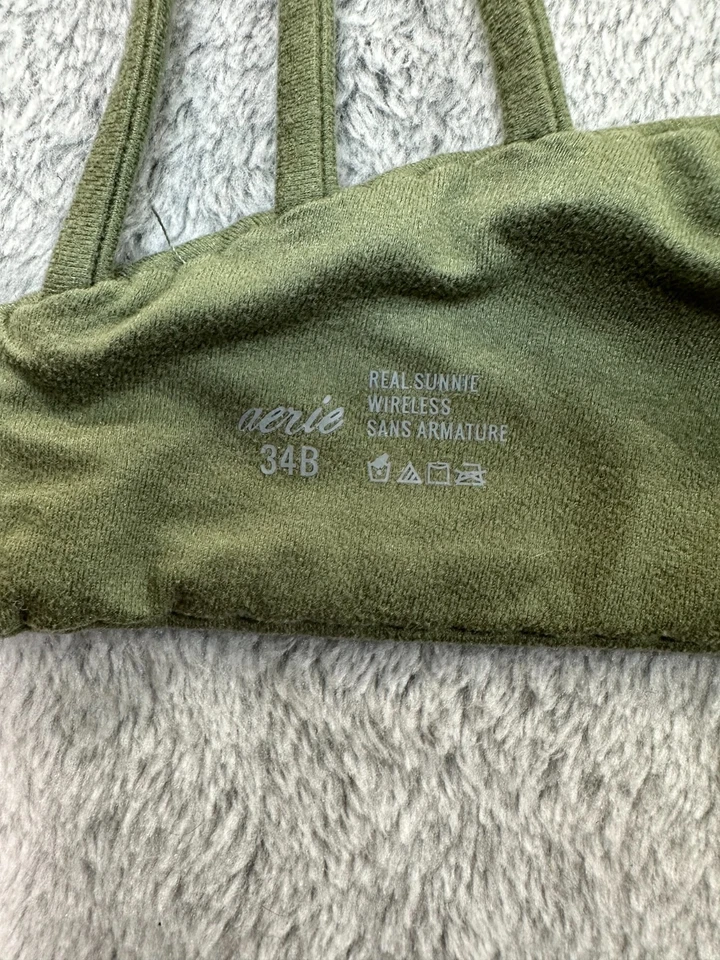 aerie
34B
REAL SUNNIE
WIRELESS
SANS ARMATURE